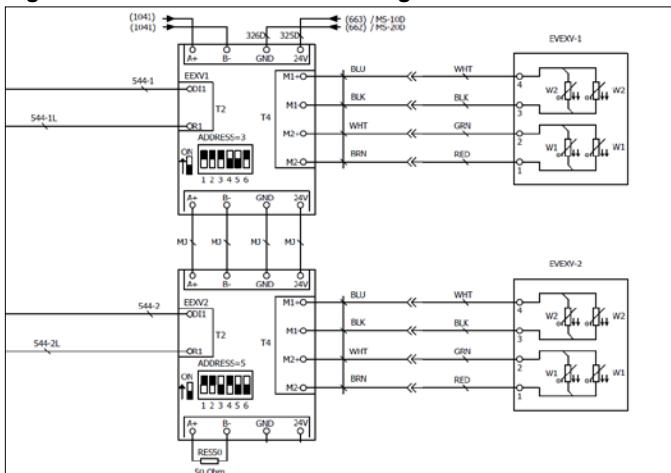 (1041)
(1041)
326D
325D
(663) / MS-10D
(662) / MS-20D
EVEXV-1
A+ B- GND 24V
EEXV1
544-1
DI1
T2
544-1L
R1
T4
M1+ BLU WHT 4
M1- BLK BLK 3
M2+ WHT GRN 2
M2- BRN RED 1
W2 W2
W1 W1
ADDRESS=3
ON
1 2 3 4 5 6
A+ B- GND 24V
MJ MJ MJ MJ
A+ B- GND 24V
EVEXV-2
EEXV2
544-2
DI1
T2
544-2L
R1
T4
M1+ BLU WHT 4
M1- BLK BLK 3
M2+ WHT GRN 2
M2- BRN RED 1
W2 W2
W1 W1
ADDRESS=5
ON
1 2 3 4 5 6
A+ B- GND 24V
RES50
50 Ohm